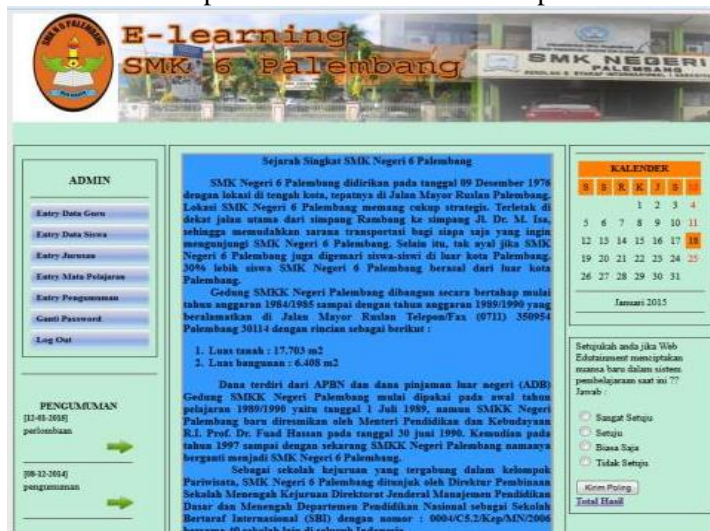 E-learning
SMK 6 Palembang
SMK NEGERI
PALEMBANG
ADMIN
Entry Data Guru
Entry Data Siswa
Entry Jurusan
Entry Mata Pelajaran
Entry Pengumuman
Ganti Password
Log Out
PENGUMUMAN
[12-01-2015]
perlombaan
[08-12-2014]
pengumuman
Sejarah Singkat SMK Negeri 6 Palembang
SMK Negeri 6 Palembang didirikan pada tanggal 09 Desember 1976
dengan lokasi di tengah kota, tepatnya di Jalan Mayor Ruslan Palembang.
Lokasi SMK Negeri 6 Palembang memang cukup strategis. Terletak di
dekat jalan utama dari simpang Rambang ke simpang Jl. Dr. M. Isa,
sehingga memudahkan sarana transportasi bagi siapa saja yang ingin
mengunjungi SMK Negeri 6 Palembang. Selain itu, tak ayal jika SMK
Negeri 6 Palembang juga digemari siswa-siswi di luar kota Palembang.
30% lebih siswa SMK Negeri 6 Palembang berasal dari luar kota
Palembang.
Gedung SMKK Negeri Palembang dibangun secara bertahap mulai
tahun anggaran 1984/1985 sampai dengan tahun anggaran 1989/1990 yang
beralamatkan di Jalan Mayor Ruslan Telepon/Fax (0711) 350954
Palembang 30114 dengan rincian sebagai berikut :
1. Luas tanah : 17.703 m2
2. Luas bangunan : 6.408 m2
Dana terdiri dari APBN dan dana pinjaman luar negeri (ADB)
Gedung SMKK Negeri Palembang mulai dipakai pada awal tahun
pelajaran 1989/1990 yaitu tanggal 1 Juli 1989, namun SMKK Negeri
Palembang baru diresmikan oleh Menteri Pendidikan dan Kebudayaan
R.I. Prof. Dr. Fuad Hassan pada tanggal 30 juni 1990. Kemudian pada
tahun 1997 sampai dengan sekarang SMKK Negeri Palembang namanya
berganti menjadi SMK Negeri 6 Palembang.
Sebagai sekolah kejuruan yang tergabung dalam kelompok
Pariwisata, SMK Negeri 6 Palembang ditunjuk oleh Direktur Pembinaan
Sekolah Menengah Kejuruan Direktorat Jenderal Manajemen Pendidikan
Dasar dan Menengah Departemen Pendidikan Nasional sebagai Sekolah
Bertaraf Internasional (SBI) dengan nomor : 0004/C5.2/Kep/MN/2006
KALENDER
S S R K J S M
1 2 3 4
5 6 7 8 9 10 11
12 13 14 15 16 17 18
19 20 21 22 23 24 25
26 27 28 29 30 31
Januari 2015
Setujukah anda jika Web
Edutainment menciptakan
nuansa baru dalam sistem
pembelajaraan saat ini ??
Jawab :
Sangat Setuju
Setuju
Biasa Saja
Tidak Setuju
Kirim Poling
Total Hasil